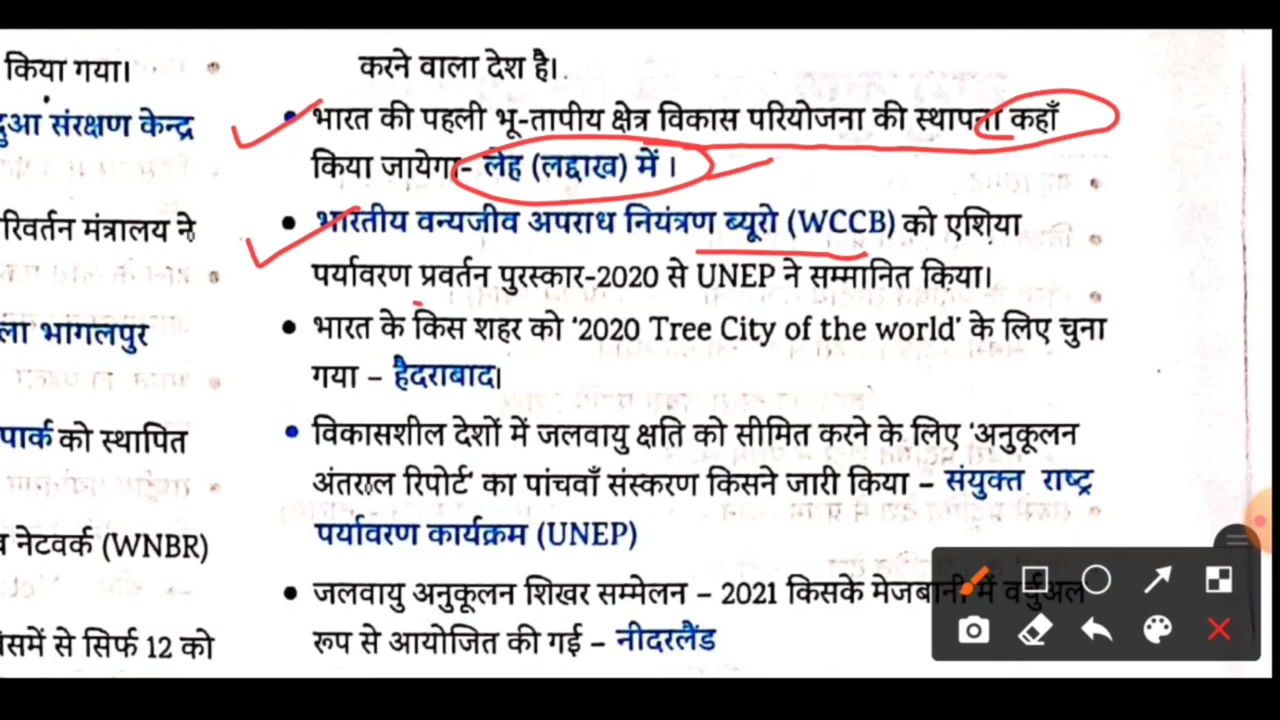 किया गया।
दुआ संरक्षण केन्द्र
रिवर्तन मंत्रालय ने
ला भागलपुर
पार्क को स्थापित
नेटवर्क (WNBR)
समें से सिर्फ 12 को
करने वाला देश है।
• भारत की पहली भू-तापीय क्षेत्र विकास परियोजना की स्थापना कहाँ
किया जायेगा- लेह (लद्दाख) में ।
• भारतीय वन्यजीव अपराध नियंत्रण ब्यूरो (WCCB) को एशिया
पर्यावरण प्रवर्तन पुरस्कार-2020 से UNEP ने सम्मानित किया।
• भारत के किस शहर को ‘2020 Tree City of the world’ के लिए चुना
गया – हैदराबाद।
• विकासशील देशों में जलवायु क्षति को सीमित करने के लिए ‘अनुकूलन
अंतराल रिपोर्ट’ का पांचवाँ संस्करण किसने जारी किया – संयुक्त राष्ट्र
पर्यावरण कार्यक्रम (UNEP)
• जलवायु अनुकूलन शिखर सम्मेलन – 2021 किसके मेजबानी में वर्चुअल
रूप से आयोजित की गई – नीदरलैंड